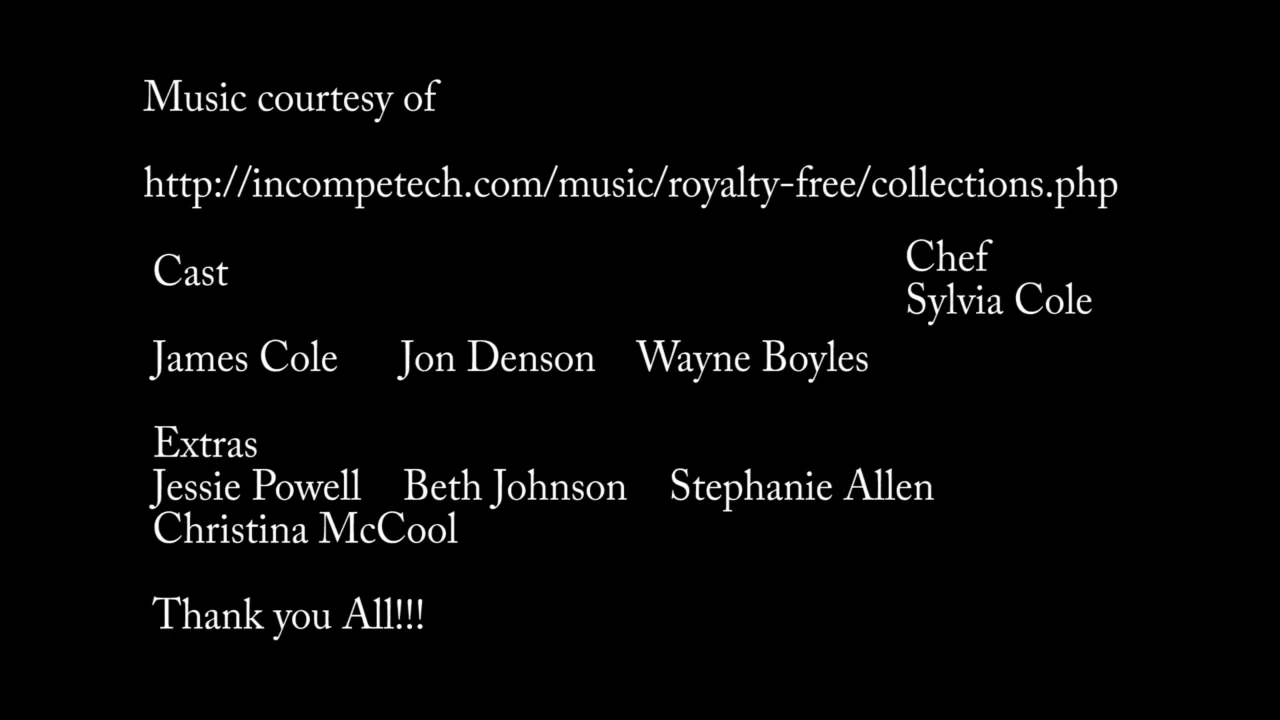 Music courtesy of
http://incompetech.com/music/royalty-free/collections.php
Cast
Chef
Sylvia Cole
James Cole Jon Denson Wayne Boyles
Extras
Jessie Powell Beth Johnson Stephanie Allen
Christina McCool
Thank you All!!!